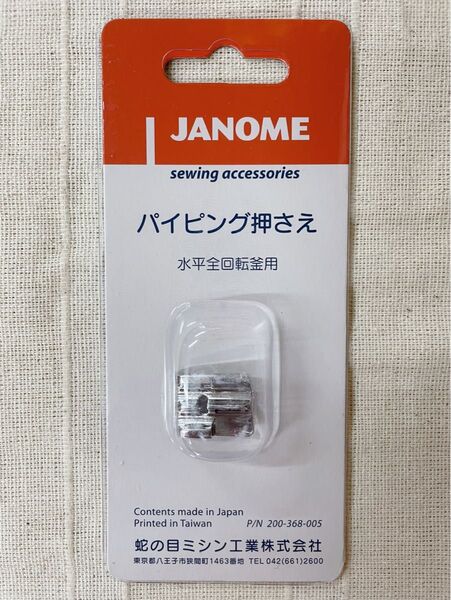 JANOME
sewing accessories
パイピング押さえ
水平全回転釜用
Contents made in Japan
Printed in Taiwan P/N 200-368-005
蛇の目ミシン工業株式会社
東京都八王子市狭間町1463番地 TEL 042(661)2600